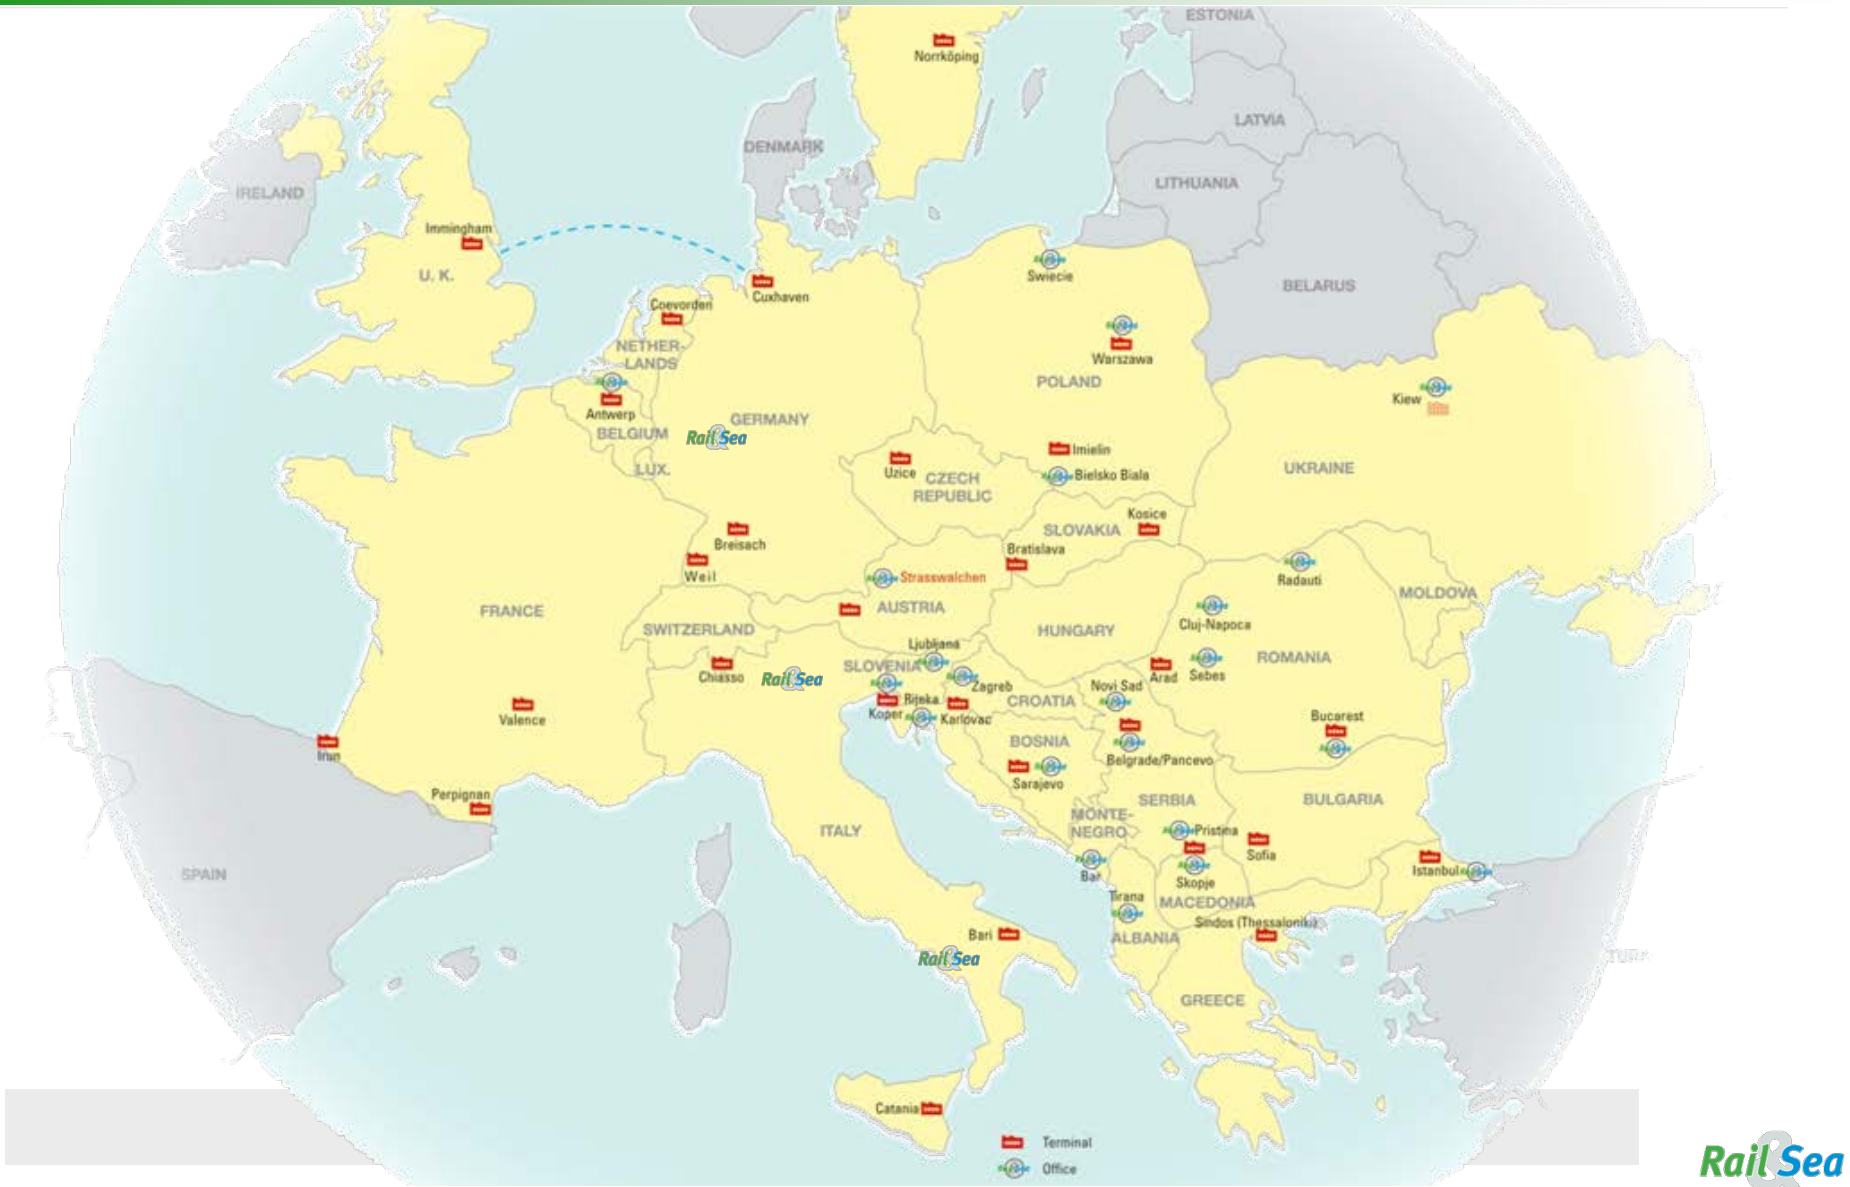 ESTONIA
Norrköping
LATVIA
DENMARK
LITHUANIA
IRELAND
Immingham
U. K.
Swiecie
Cuxhaven
BELARUS
Coevorden
NETHER-
LANDS
Warszawa
POLAND
Kiew
Antwerp
BELGIUM
GERMANY
Rail&Sea
LUX.
Imielin
Uzice
CZECH
REPUBLIC
Bielsko Biala
UKRAINE
Kosice
SLOVAKIA
Breisach
Bratislava
Weil
Strasswalchen
Radauti
MOLDOVA
FRANCE
AUSTRIA
SWITZERLAND
HUNGARY
Cluj-Napoca
Ljubljana
SLOVENIA
ROMANIA
Chiasso
Rail&Sea
Arad
Sebes
Zagreb
Novi Sad
Rijeka
CROATIA
Koper
Karlovac
Valence
Bucarest
BOSNIA
Irun
Belgrade/Pancevo
Sarajevo
Perpignan
SERBIA
BULGARIA
MONTE-
NEGRO
ITALY
Pristina
Sofia
SPAIN
Bar
Skopje
Istanbul
Tirana
MACEDONIA
Sindos (Thessaloniki)
Bari
ALBANIA
Rail&Sea
TUR
GREECE
Catania
Terminal
Office
Rail&Sea